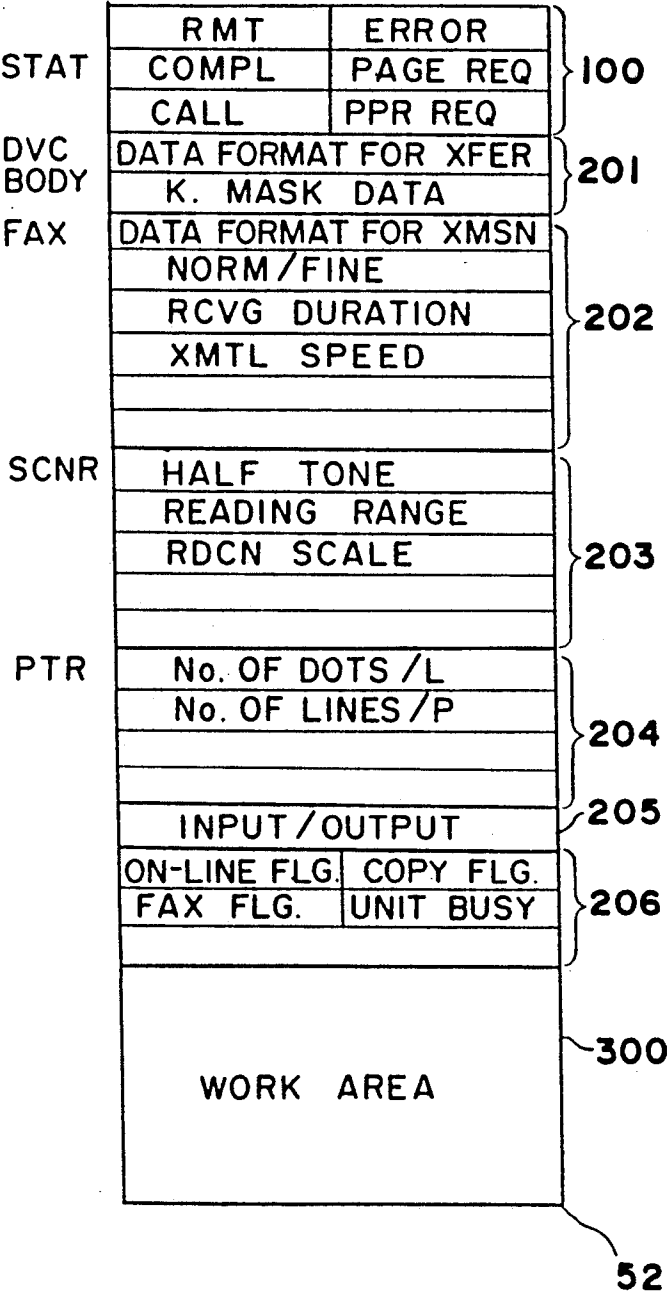 RMT ERROR
STAT COMPL PAGE REQ 100
CALL PPR REQ
DVC DATA FORMAT FOR XFER
BODY K. MASK DATA 201
FAX DATA FORMAT FOR XMSN
NORM/FINE
RCVG DURATION 202
XMTL SPEED
SCNR HALF TONE
READING RANGE
RDCN SCALE 203
PTR No. OF DOTS/L
No. OF LINES/P
204
INPUT/OUTPUT 205
ON-LINE FLG. COPY FLG.
FAX FLG. UNIT BUSY 206
300
WORK AREA
52